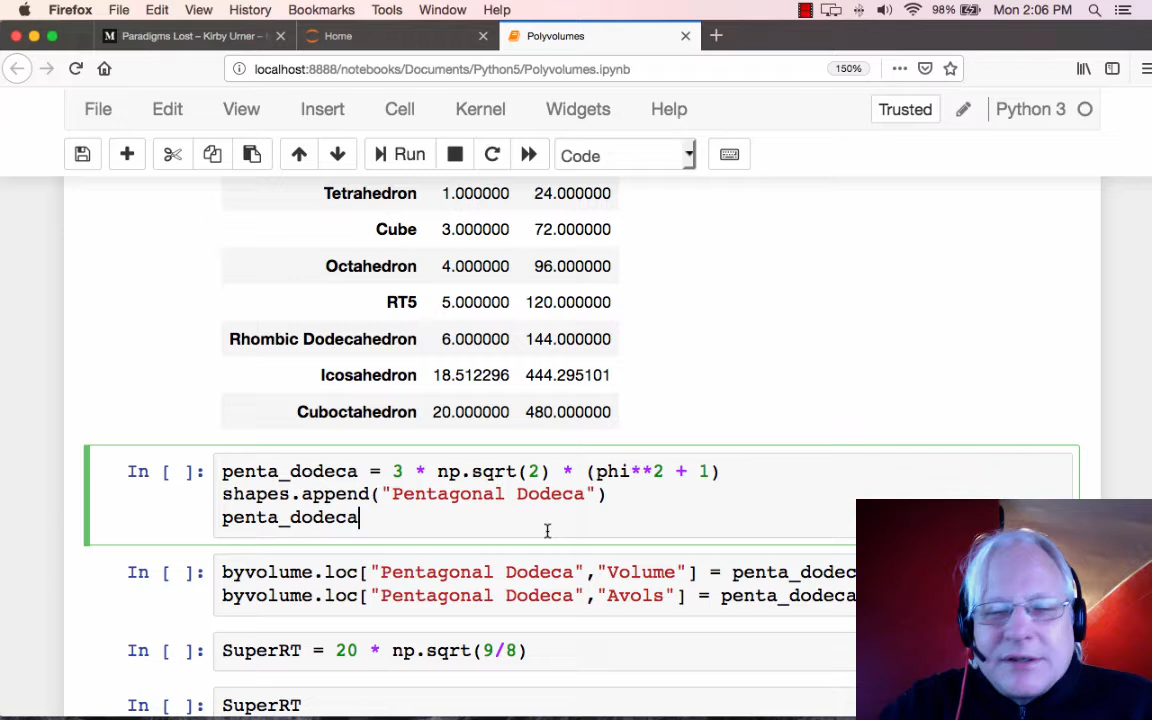 Firefox File Edit View History Bookmarks Tools Window Help 98% Mon 2:06 PM
M Paradigms Lost – Kirby Urner – Home Polyvolumes
localhost:8888/notebooks/Documents/Python5/Polyvolumes.ipynb 150%
File Edit View Insert Cell Kernel Widgets Help Trusted Python 3
Run Code
Tetrahedron 1.000000 24.000000
Cube 3.000000 72.000000
Octahedron 4.000000 96.000000
RT5 5.000000 120.000000
Rhombic Dodecahedron 6.000000 144.000000
Icosahedron 18.512296 444.295101
Cuboctahedron 20.000000 480.000000
In [ ]: penta_dodeca = 3 * np.sqrt(2) * (phi**2 + 1)
shapes.append("Pentagonal Dodeca")
penta_dodeca
In [ ]: byvolume.loc["Pentagonal Dodeca","Volume"] = penta_dodec
byvolume.loc["Pentagonal Dodeca","Avols"] = penta_dodeca
In [ ]: SuperRT = 20 * np.sqrt(9/8)
In [ ]: SuperRT